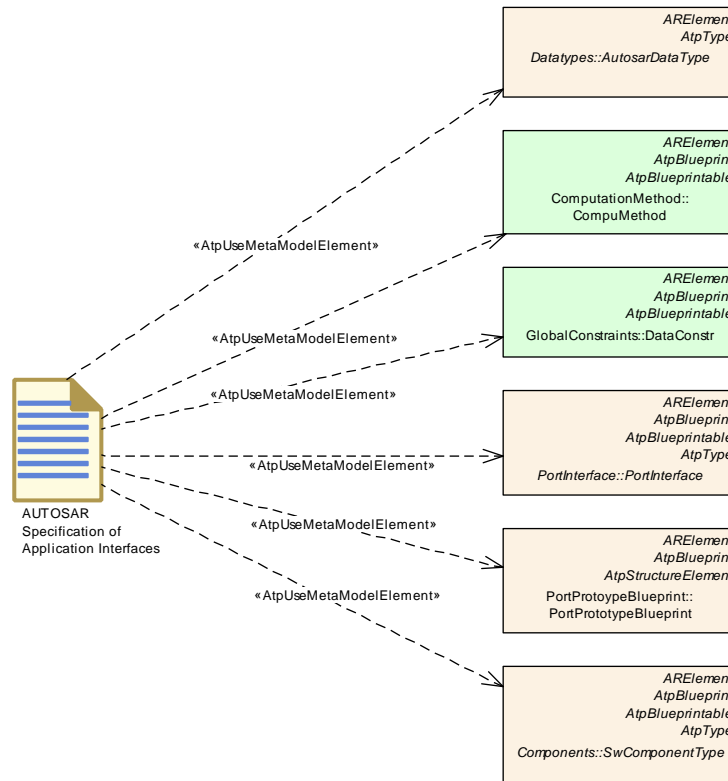 ARElemen
AtpType
Datatypes::AutosarDataType
ARElemen
AtpBlueprin
AtpBlueprintable
ComputationMethod::
CompuMethod
«AtpUseMetaModelElement»
ARElemen
AtpBlueprin
AtpBlueprintable
GlobalConstraints::DataConstr
«AtpUseMetaModelElement»
«AtpUseMetaModelElement»
ARElemen
AtpBlueprin
AtpBlueprintable
AtpType
PortInterface::PortInterface
«AtpUseMetaModelElement»
AUTOSAR
Specification of
Application Interfaces
«AtpUseMetaModelElement»
ARElemen
AtpBlueprin
AtpStructureElemen
PortProtoypeBlueprint::
PortPrototypeBlueprint
«AtpUseMetaModelElement»
ARElemen
AtpBlueprin
AtpBlueprintable
AtpType
Components::SwComponentType